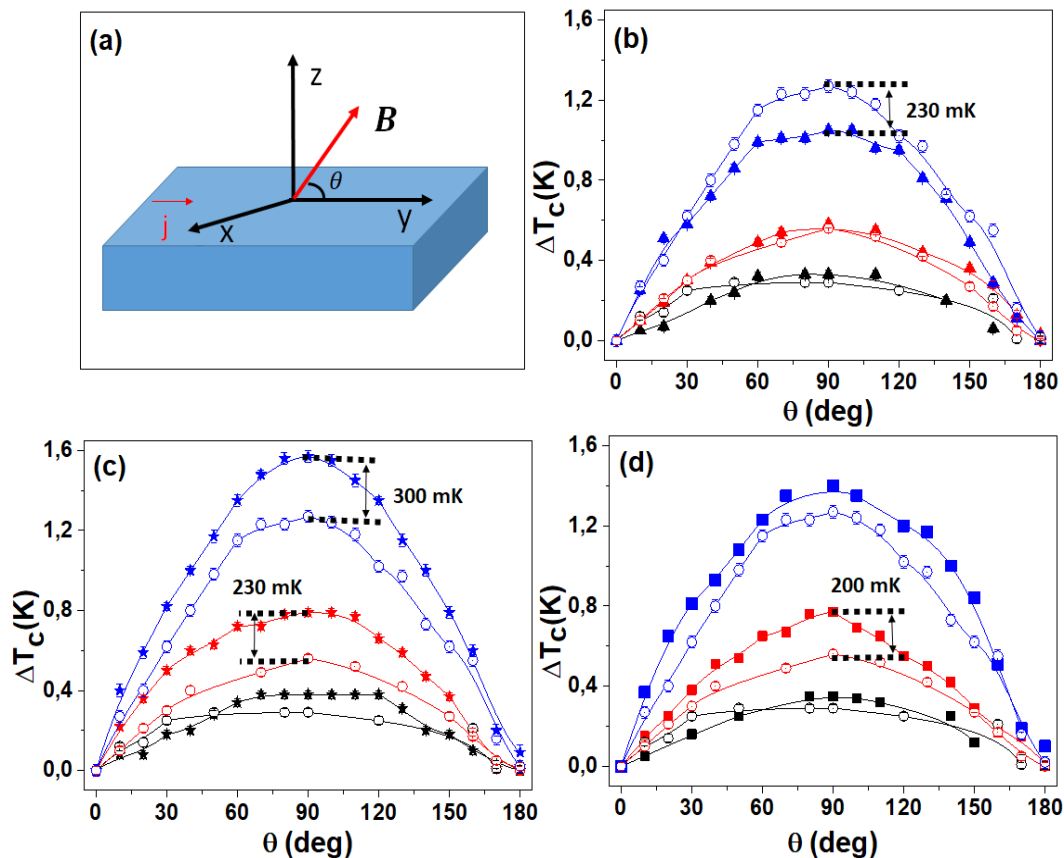 (a)
z
B
θ
j
x
y
(b)
1,6
1,2
0,8
0,4
0,0
ΔTc(K)
230 mK
0 30 60 90 120 150 180
θ (deg)
(c)
1,6
1,2
0,8
0,4
0,0
ΔTc(K)
300 mK
230 mK
0 30 60 90 120 150 180
θ (deg)
(d)
1,6
1,2
0,8
0,4
0,0
ΔTc(K)
200 mK
0 30 60 90 120 150 180
θ (deg)